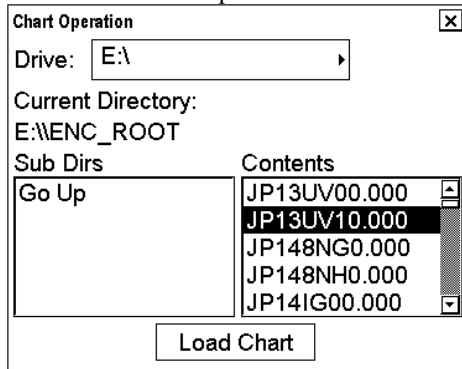 Chart Operation
Drive: E:\
Current Directory:
E:\\ENC_ROOT
Sub Dirs Contents
Go Up JP13UV00.000
JP13UV10.000
JP148NG0.000
JP148NH0.000
JP14IG00.000
Load Chart